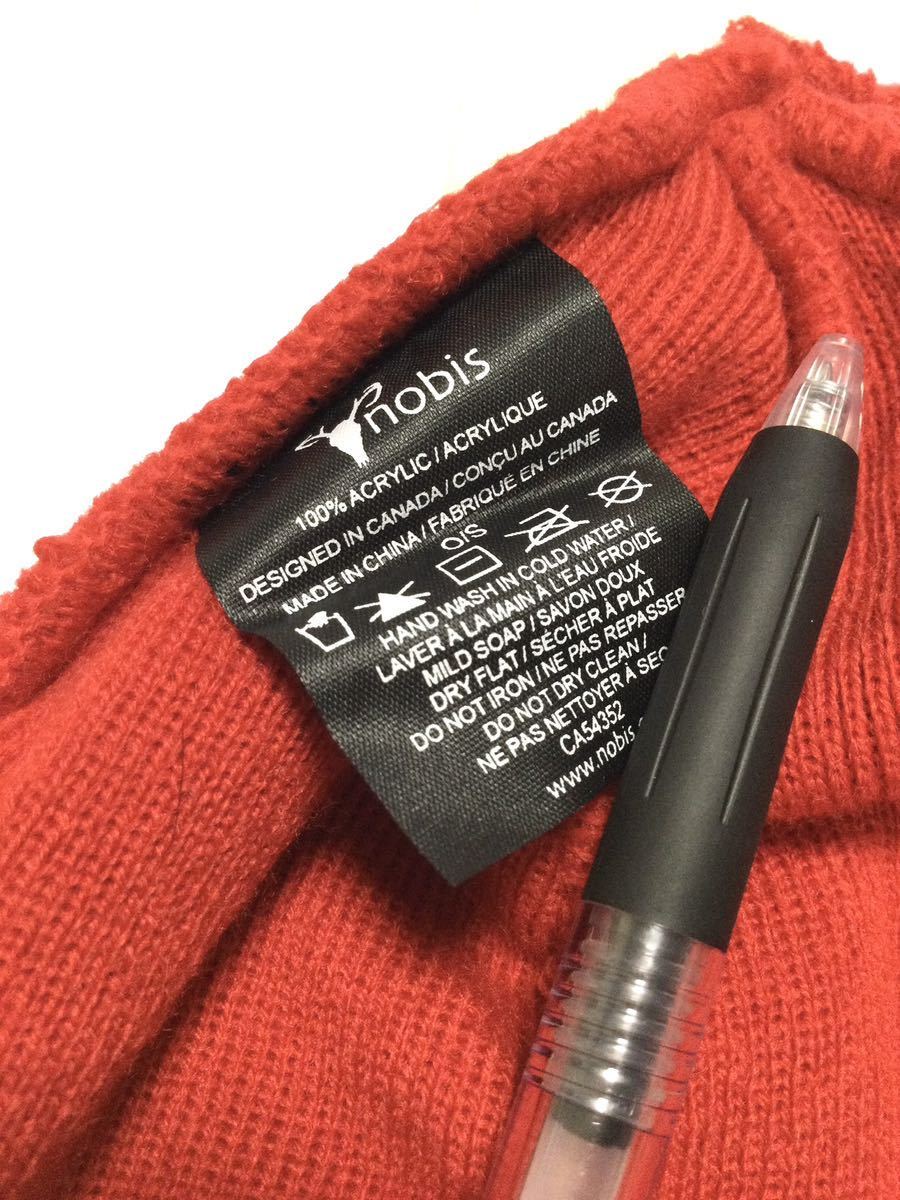 nobis
100% ACRYLIC / ACRYLIQUE
DESIGNED IN CANADA / CONÇU AU CANADA
MADE IN CHINA / FABRIQUÉ EN CHINE
HAND WASH IN COLD WATER /
LAVER À LA MAIN À L'EAU FROIDE
MILD SOAP / SAVON DOUX
DRY FLAT / SÉCHER À PLAT
DO NOT IRON / NE PAS REPASSER
DO NOT DRY CLEAN /
NE PAS NETTOYER À SEC
CA54352
www.nobis.